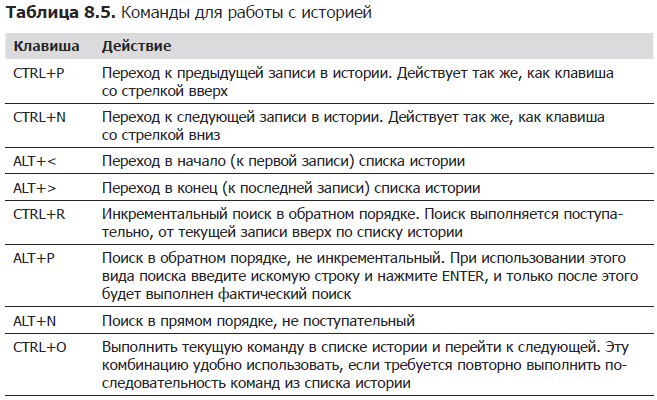 Таблица 8.5. Команды для работы с историей
Клавиша Действие
CTRL+P Переход к предыдущей записи в истории. Действует так же, как клавиша
со стрелкой вверх
CTRL+N Переход к следующей записи в истории. Действует так же, как клавиша
со стрелкой вниз
ALT+< Переход в начало (к первой записи) списка истории
ALT+> Переход в конец (к последней записи) списка истории
CTRL+R Инкрементальный поиск в обратном порядке. Поиск выполняется поступа-
тельно, от текущей записи вверх по списку истории
ALT+P Поиск в обратном порядке, не инкрементальный. При использовании этого
вида поиска введите искомую строку и нажмите ENTER, и только после этого
будет выполнен фактический поиск
ALT+N Поиск в прямом порядке, не поступательный
CTRL+O Выполнить текущую команду в списке истории и перейти к следующей. Эту
комбинацию удобно использовать, если требуется повторно выполнить по-
следовательность команд из списка истории